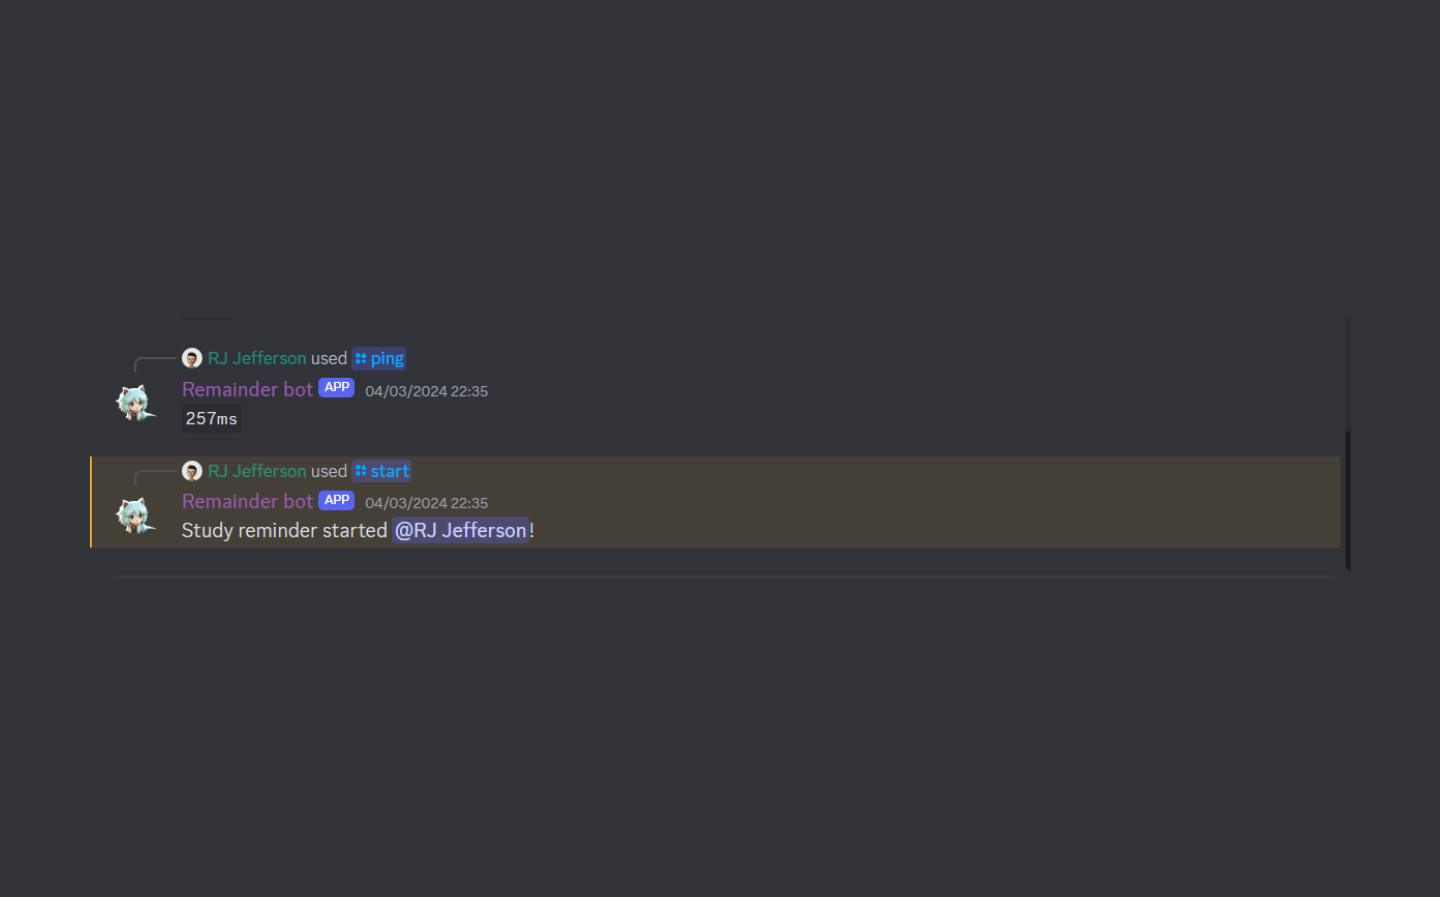 RJ Jefferson used ping
Remainder bot APP 04/03/2024 22:35
257ms
RJ Jefferson used start
Remainder bot APP 04/03/2024 22:35
Study reminder started @RJ Jefferson!